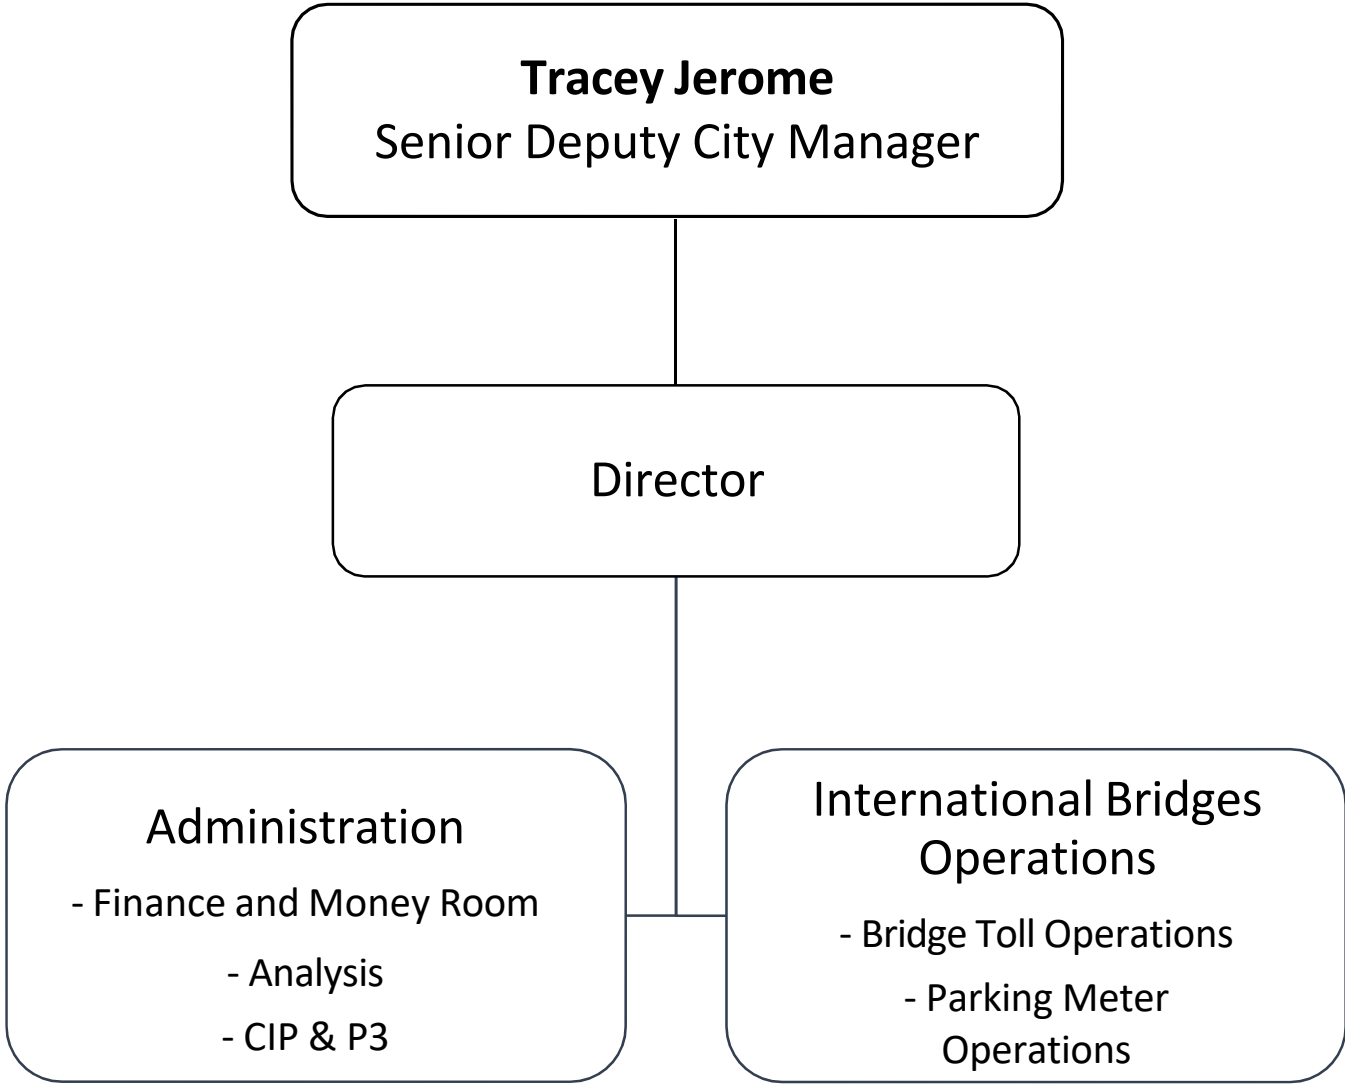 Tracey Jerome
Senior Deputy City Manager
Director
Administration
- Finance and Money Room
- Analysis
- CIP & P3
International Bridges
Operations
- Bridge Toll Operations
- Parking Meter
Operations